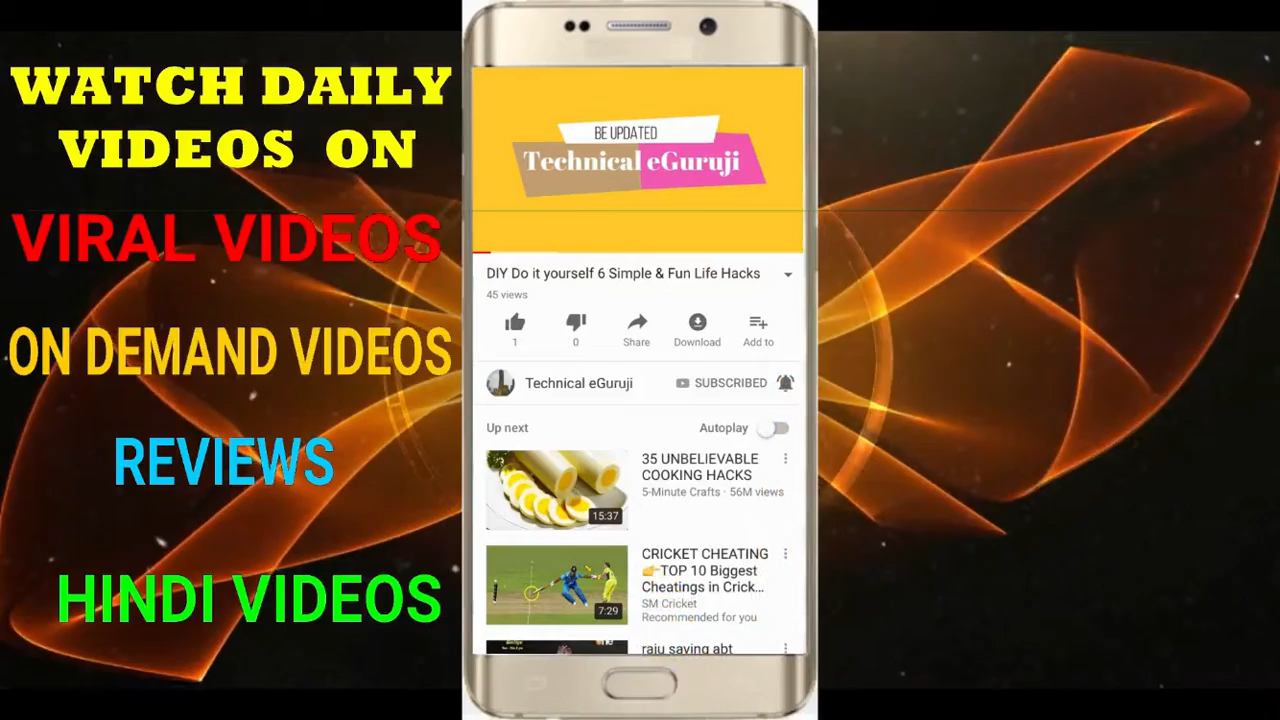 WATCH DAILY
VIDEOS ON
VIRAL VIDEOS
ON DEMAND VIDEOS
REVIEWS
HINDI VIDEOS
BE UPDATED
Technical eGuruji
DIY Do it yourself 6 Simple & Fun Life Hacks
45 views
1 0 Share Download Add to
Technical eGuruji SUBSCRIBED
Up next Autoplay
35 UNBELIEVABLE
COOKING HACKS
5-Minute Crafts · 56M views
15:37
CRICKET CHEATING
👉TOP 10 Biggest
Cheatings in Crick...
SM Cricket
Recommended for you
7:29
raju saying abt